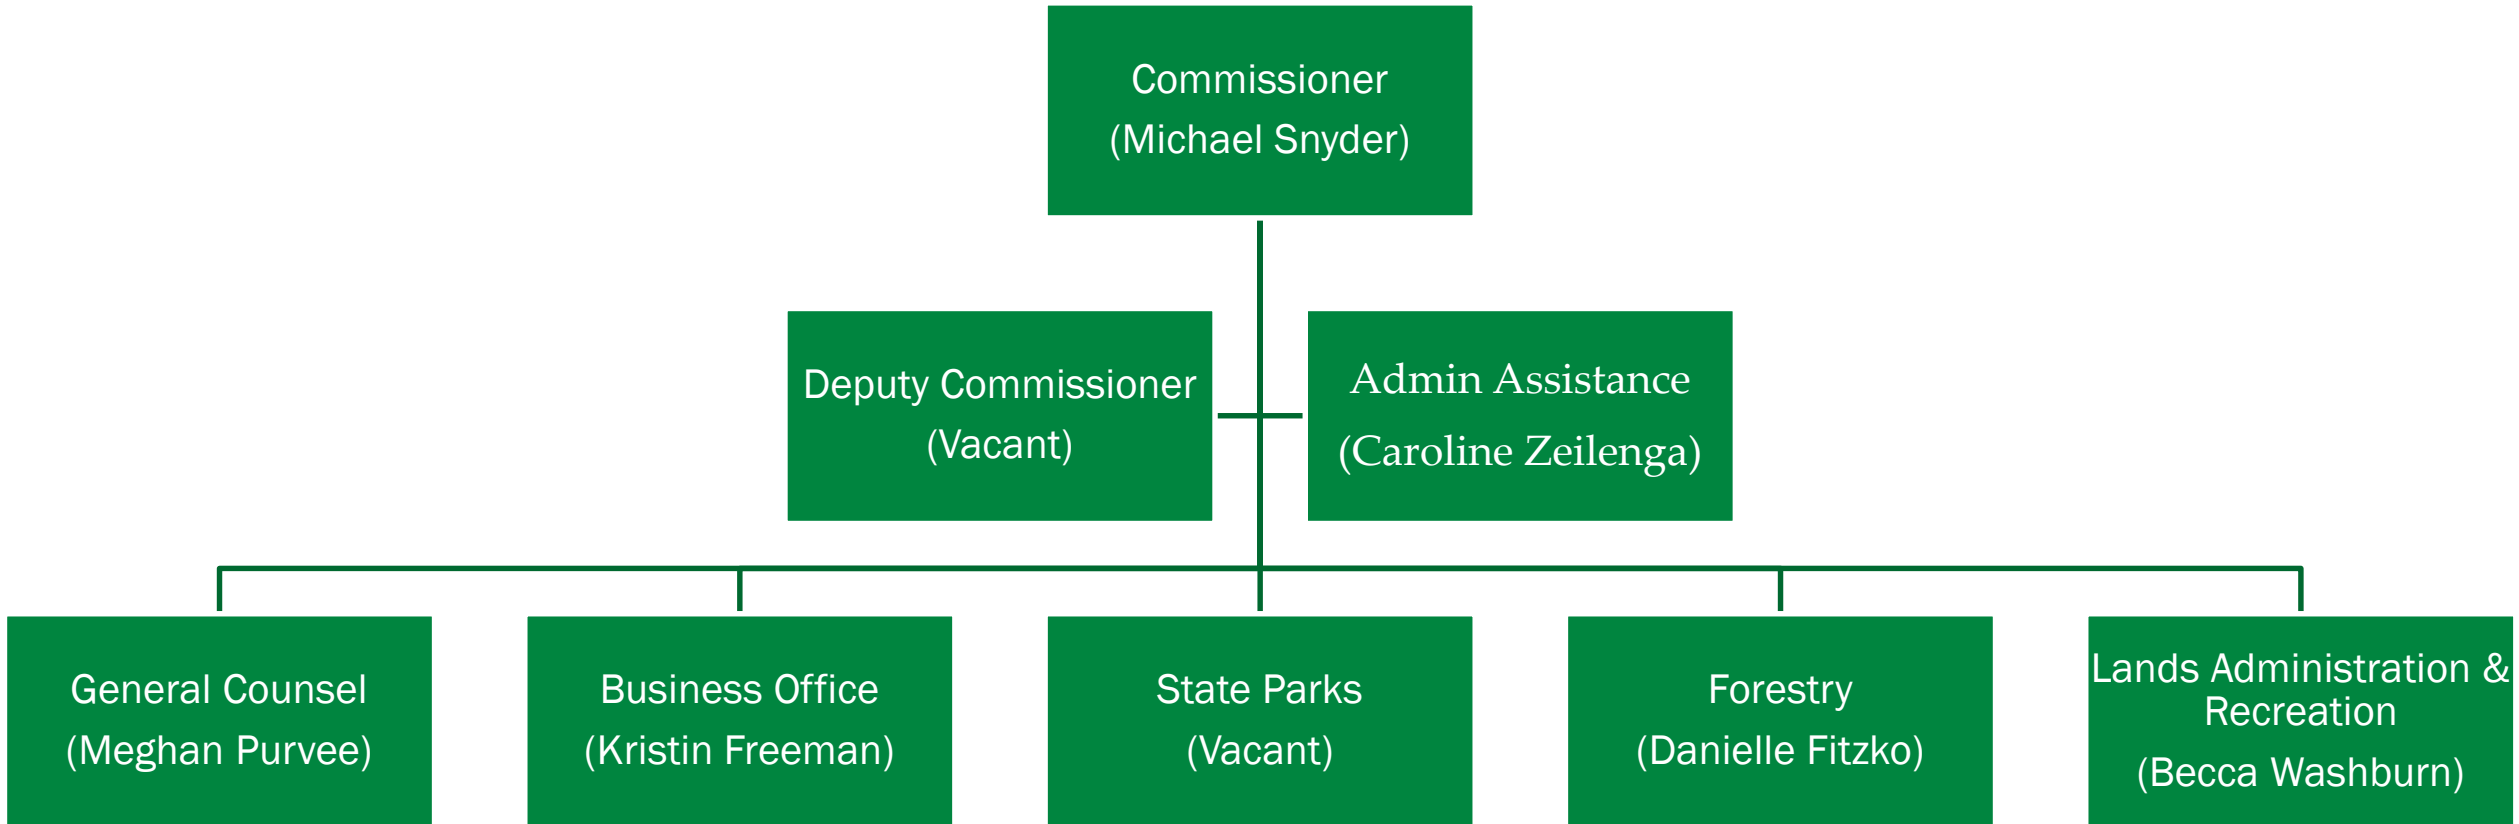 Commissioner
(Michael Snyder)
Deputy Commissioner
(Vacant)
Admin Assistance
(Caroline Zeilenga)
General Counsel
(Meghan Purvee)
Business Office
(Kristin Freeman)
State Parks
(Vacant)
Forestry
(Danielle Fitzko)
Lands Administration &
Recreation
(Becca Washburn)